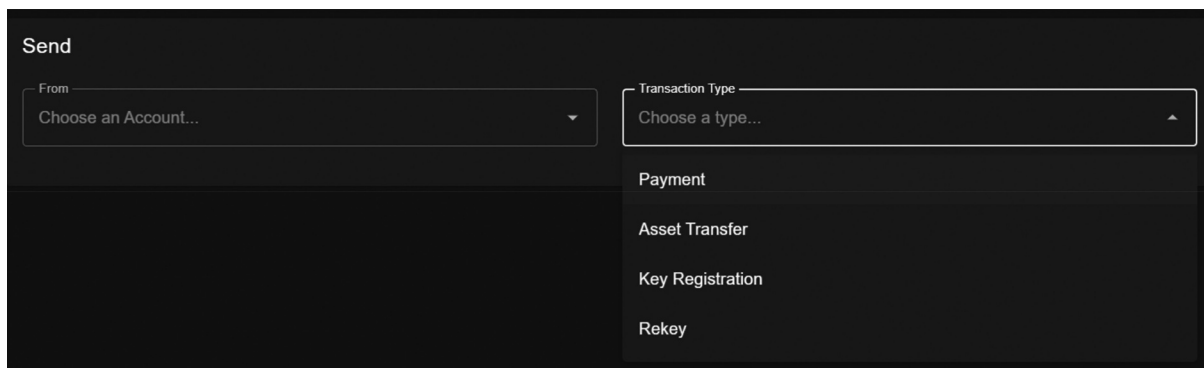 Send
From
Choose an Account...
Transaction Type
Choose a type...
Payment
Asset Transfer
Key Registration
Rekey